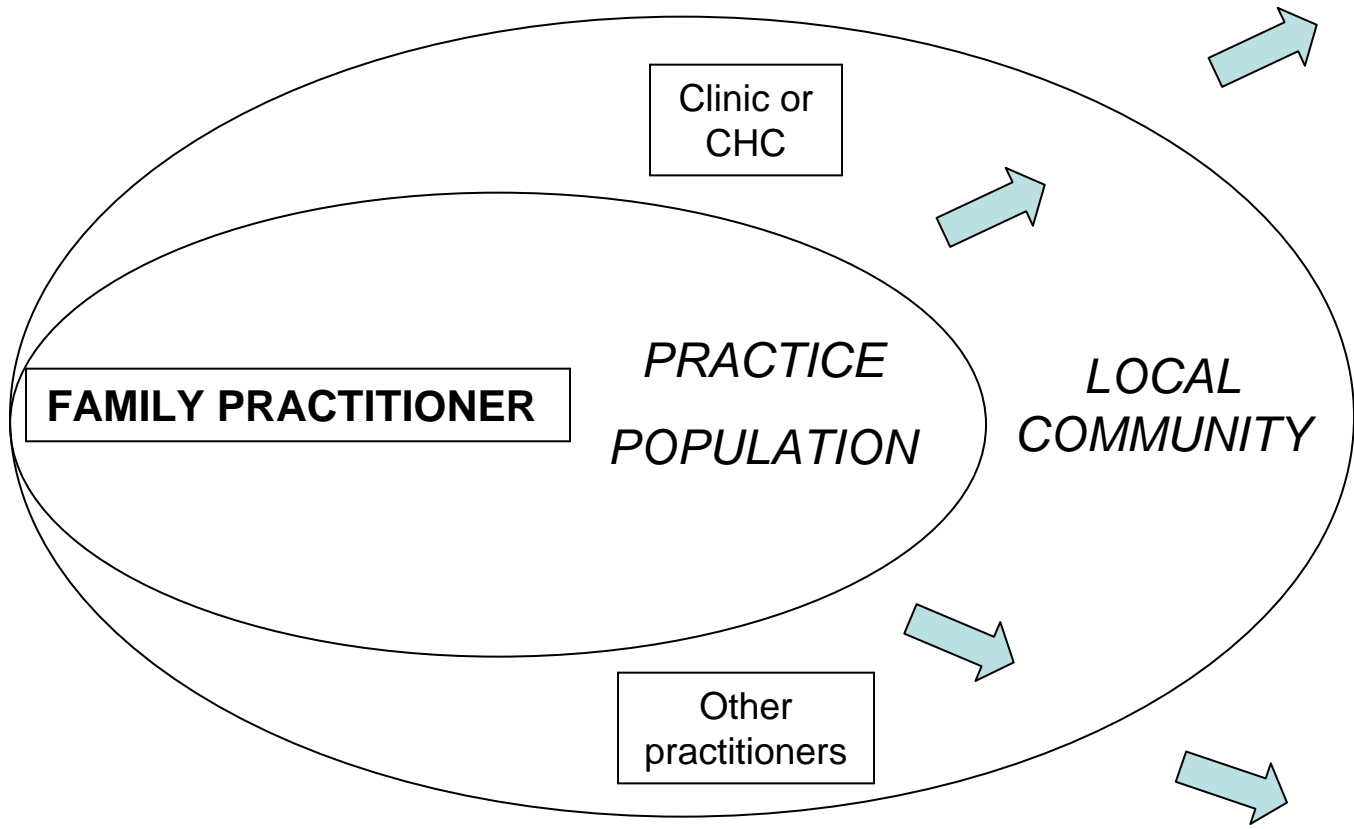 Clinic or
CHC
FAMILY PRACTITIONER
PRACTICE
POPULATION
LOCAL
COMMUNITY
Other
practitioners